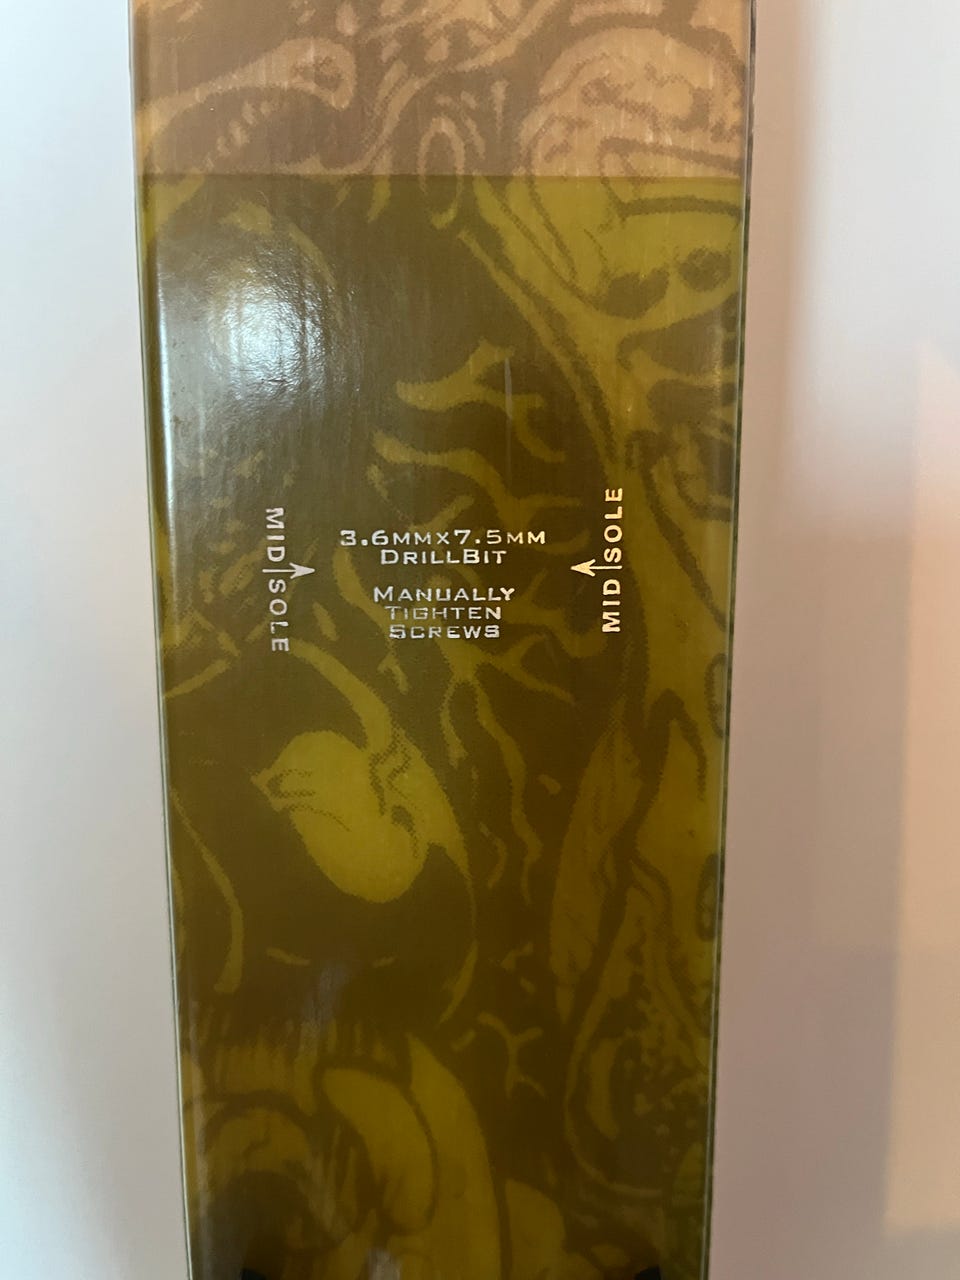 MID|SOLE
3.6MMX7.5MM
DRILLBIT
MANUALLY
TIGHTEN
SCREWS
MID|SOLE